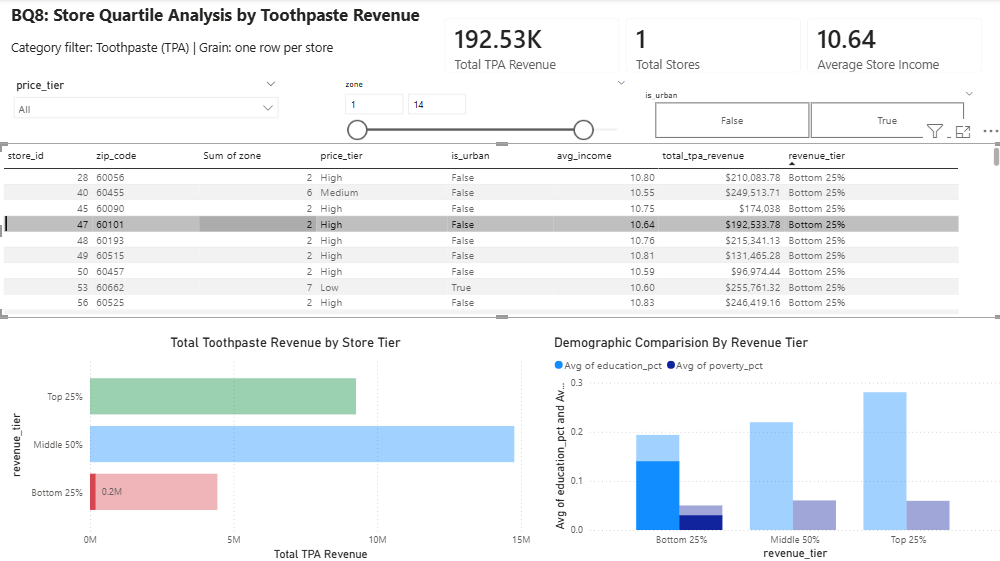 BQ8: Store Quartile Analysis by Toothpaste Revenue
Category filter: Toothpaste (TPA) | Grain: one row per store
192.53K
Total TPA Revenue
1
Total Stores
10.64
Average Store Income
price_tier
All
zone
1 14
is_urban
False True
store_id zip_code Sum of zone price_tier is_urban avg_income total_tpa_revenue revenue_tier
28 60056 2 High False 10.80 $210,083.78 Bottom 25%
40 60455 6 Medium False 10.55 $249,513.71 Bottom 25%
45 60090 2 High False 10.75 $174,038 Bottom 25%
47 60101 2 High False 10.64 $192,533.78 Bottom 25%
48 60193 2 High False 10.76 $215,341.13 Bottom 25%
49 60515 2 High False 10.81 $131,465.28 Bottom 25%
50 60457 2 High False 10.59 $96,974.44 Bottom 25%
53 60662 7 Low True 10.60 $255,761.32 Bottom 25%
56 60525 2 High False 10.83 $246,419.16 Bottom 25%
Total Toothpaste Revenue by Store Tier
revenue_tier
Top 25%
Middle 50%
Bottom 25%
0.2M
0M 5M 10M 15M
Total TPA Revenue
Demographic Comparision By Revenue Tier
Avg of education_pct Avg of poverty_pct
Avg of education_pct and Av...
0.3
0.2
0.1
0.0
Bottom 25% Middle 50% Top 25%
revenue_tier